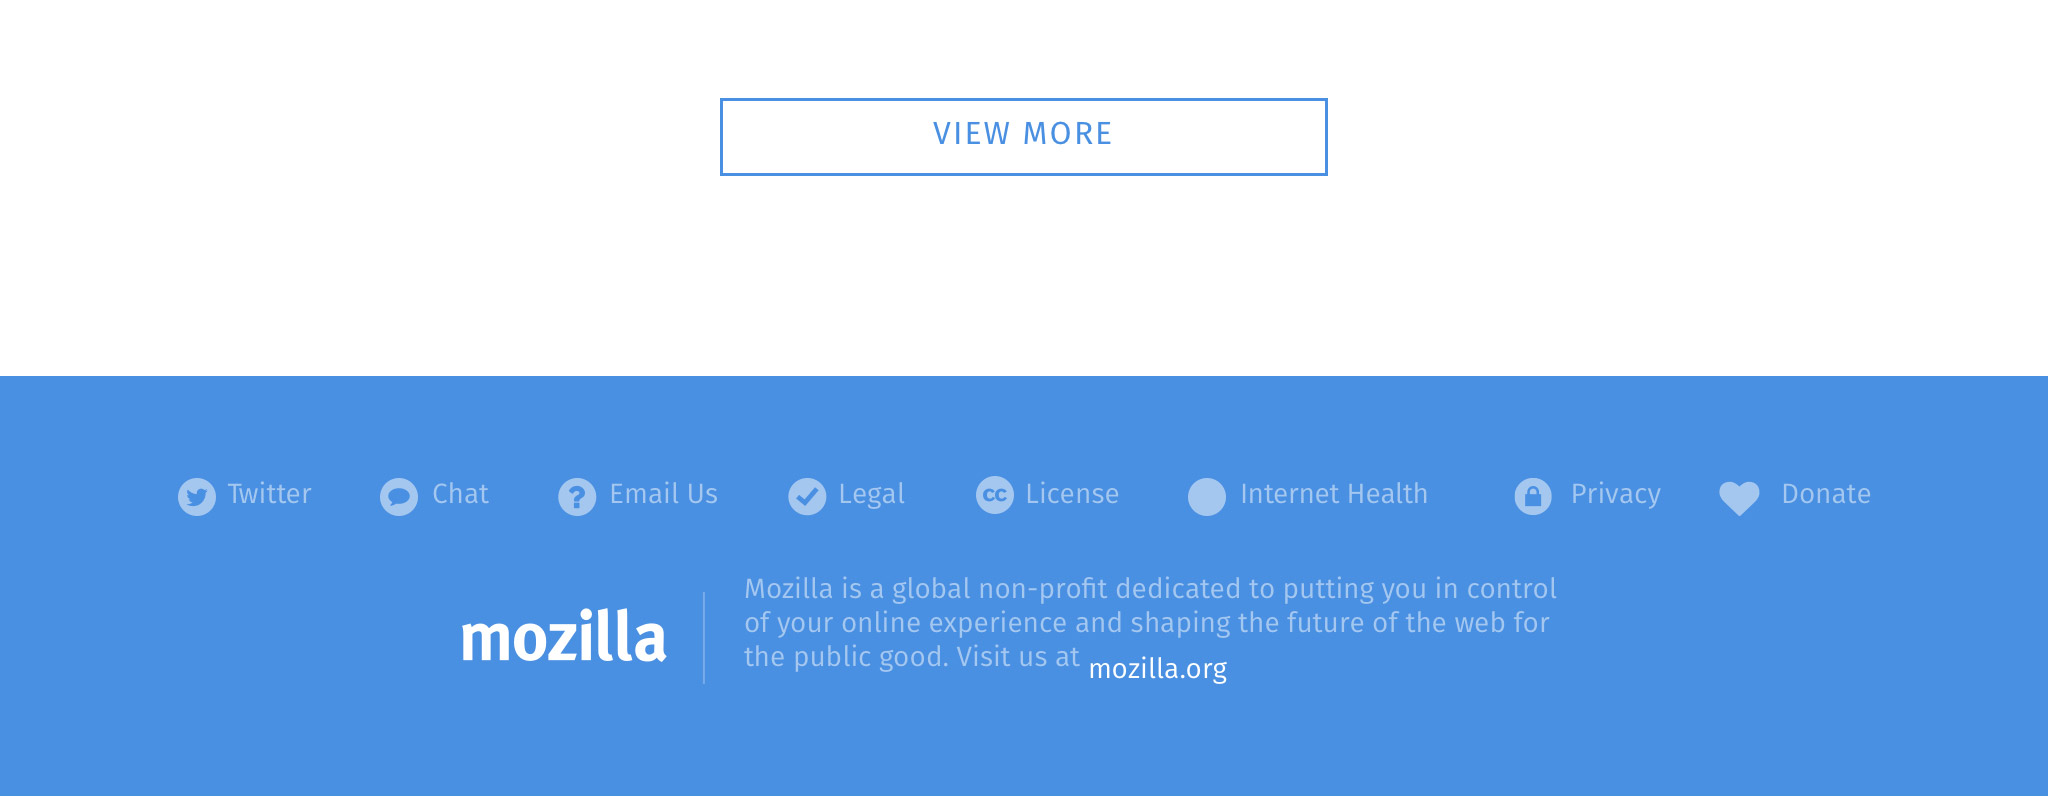 VIEW MORE
Twitter Chat Email Us Legal License Internet Health Privacy Donate
mozilla
Mozilla is a global non-profit dedicated to putting you in control
of your online experience and shaping the future of the web for
the public good. Visit us at mozilla.org